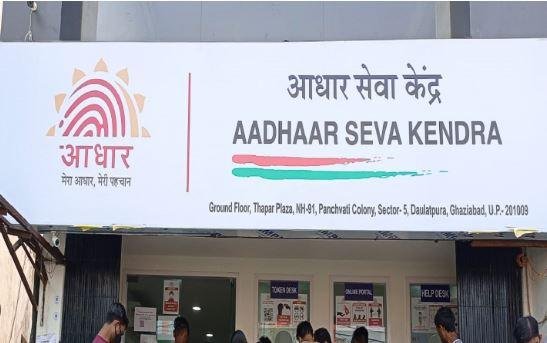 आधार
मेरा आधार, मेरी पहचान
आधार सेवा केंद्र
AADHAAR SEVA KENDRA
Ground Floor, Thapar Plaza, NH-91, Panchvati Colony, Sector- 5, Daulatpura, Ghaziabad, U.P.- 201009
TOKEN DESK
ONLINE PORTAL
HELP DESK